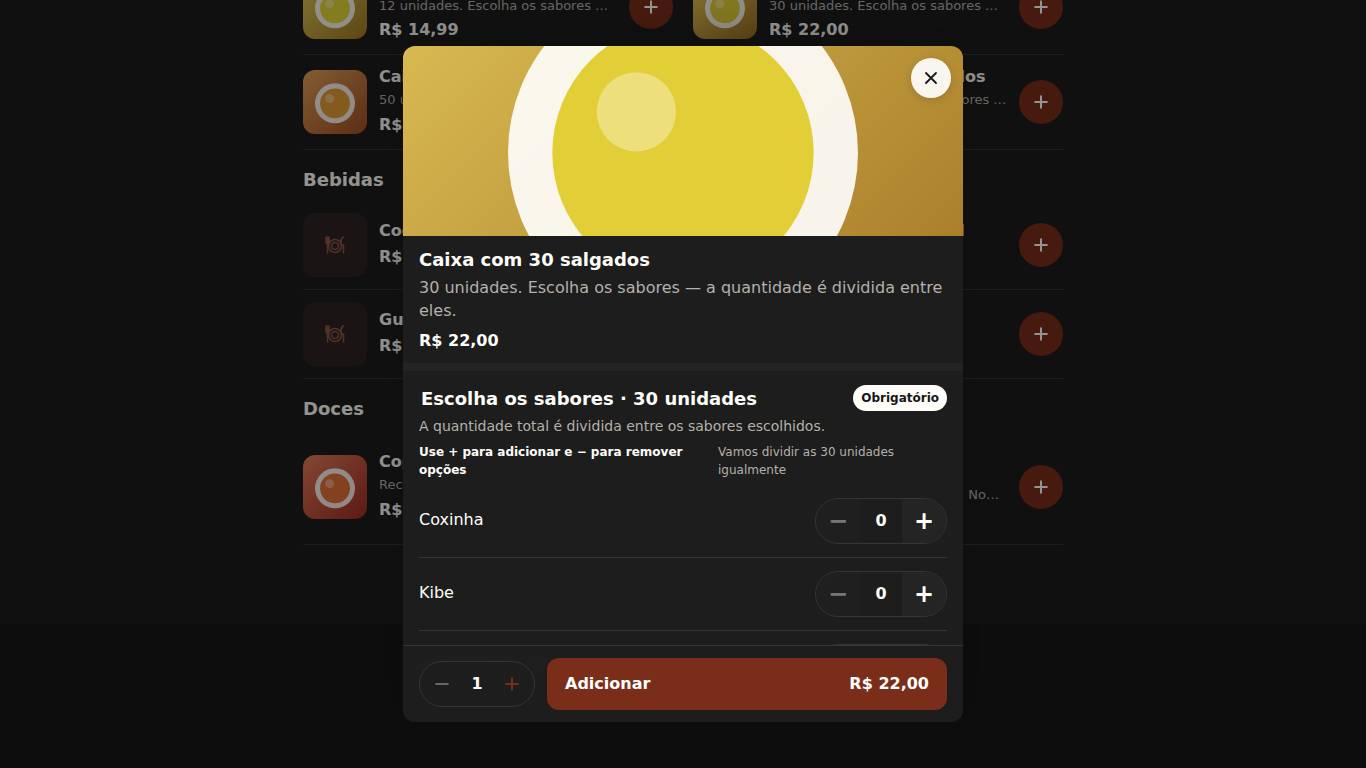 12 unidades. Escolha os sabores ...
30 unidades. Escolha os sabores ...
R$ 14,99
R$ 22,00
50
R$
ores ...
Bebidas
R$
R$
Doces
R$
No...
Caixa com 30 salgados
30 unidades. Escolha os sabores — a quantidade é dividida entre
eles.
R$ 22,00
Escolha os sabores · 30 unidades
Obrigatório
A quantidade total é dividida entre os sabores escolhidos.
Use + para adicionar e − para remover
opções
Vamos dividir as 30 unidades
igualmente
Coxinha
− 0 +
Kibe
− 0 +
− 1 +
Adicionar
R$ 22,00